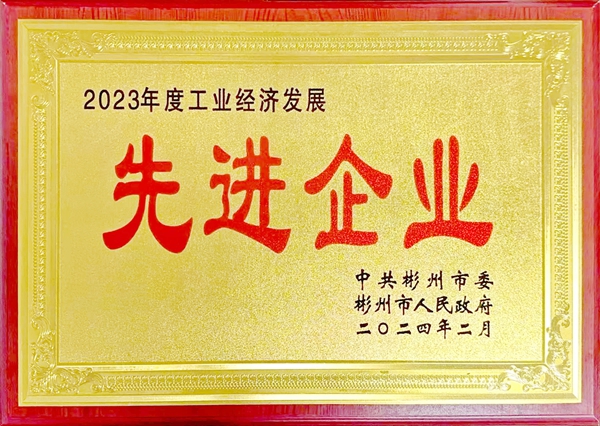 2023年度工业经济发展
先进企业
中共彬州市委
彬州市人民政府
二〇二四年二月